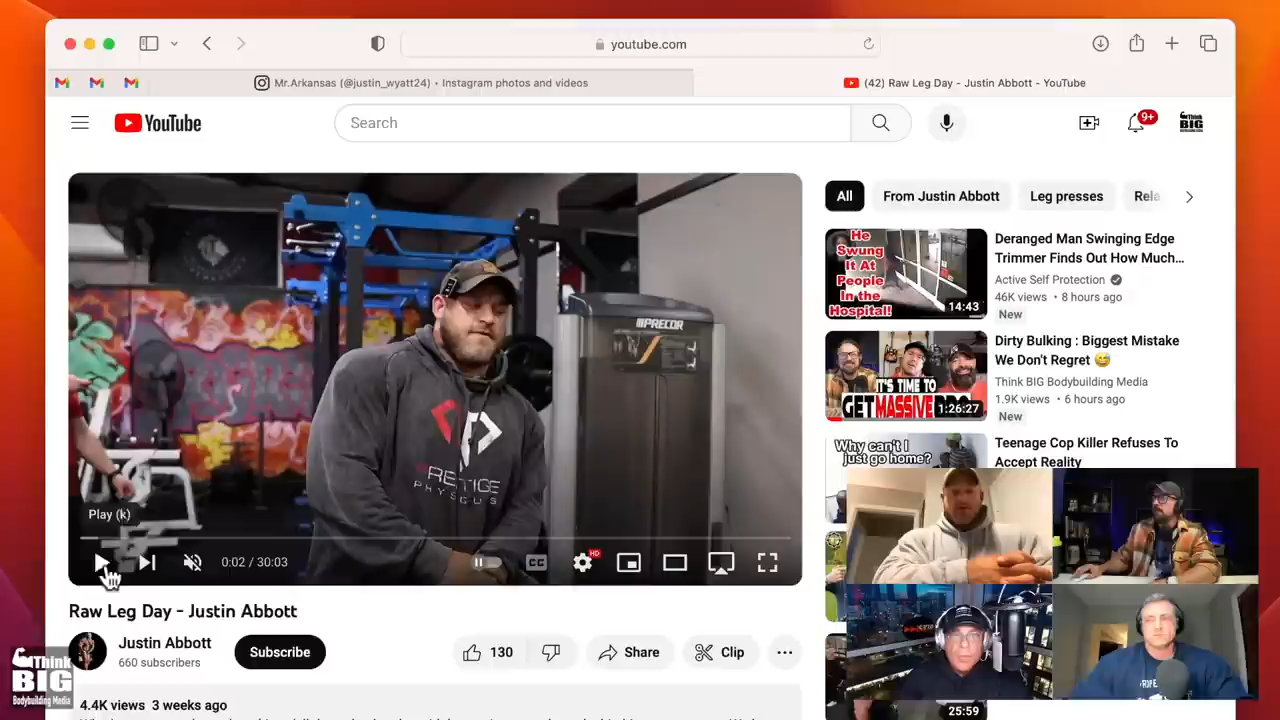 youtube.com
Mr.Arkansas (@justin_wyatt24) • Instagram photos and videos
(42) Raw Leg Day - Justin Abbott - YouTube
YouTube
Search
9+
Think
BIG
All
From Justin Abbott
Leg presses
Rela
PRECOR
PRESTIGE
PHYSIQUES
Play (k)
0:02 / 30:03
CC
HD
He
Swung
It At
People
In the
Hospital!
14:43
Deranged Man Swinging Edge
Trimmer Finds Out How Much...
Active Self Protection
46K views • 8 hours ago
New
IT'S TIME TO
GET MASSIVE BRO
1:26:27
Dirty Bulking : Biggest Mistake
We Don't Regret 😅
Think BIG Bodybuilding Media
1.9K views • 6 hours ago
New
Why can't I
just go home?
Teenage Cop Killer Refuses To
Accept Reality
25:59
Raw Leg Day - Justin Abbott
Justin Abbott
660 subscribers
Subscribe
130
Share
Clip
4.4K views 3 weeks ago
Think
BIG
Bodybuilding Media